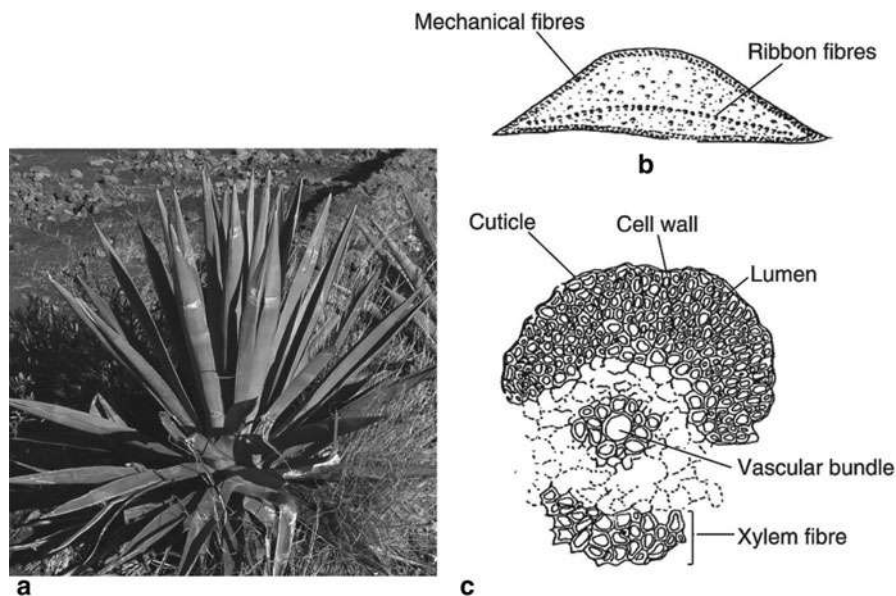 Mechanical fibres
Ribbon fibres
b
Cuticle
Cell wall
Lumen
Vascular bundle
Xylem fibre
a
c